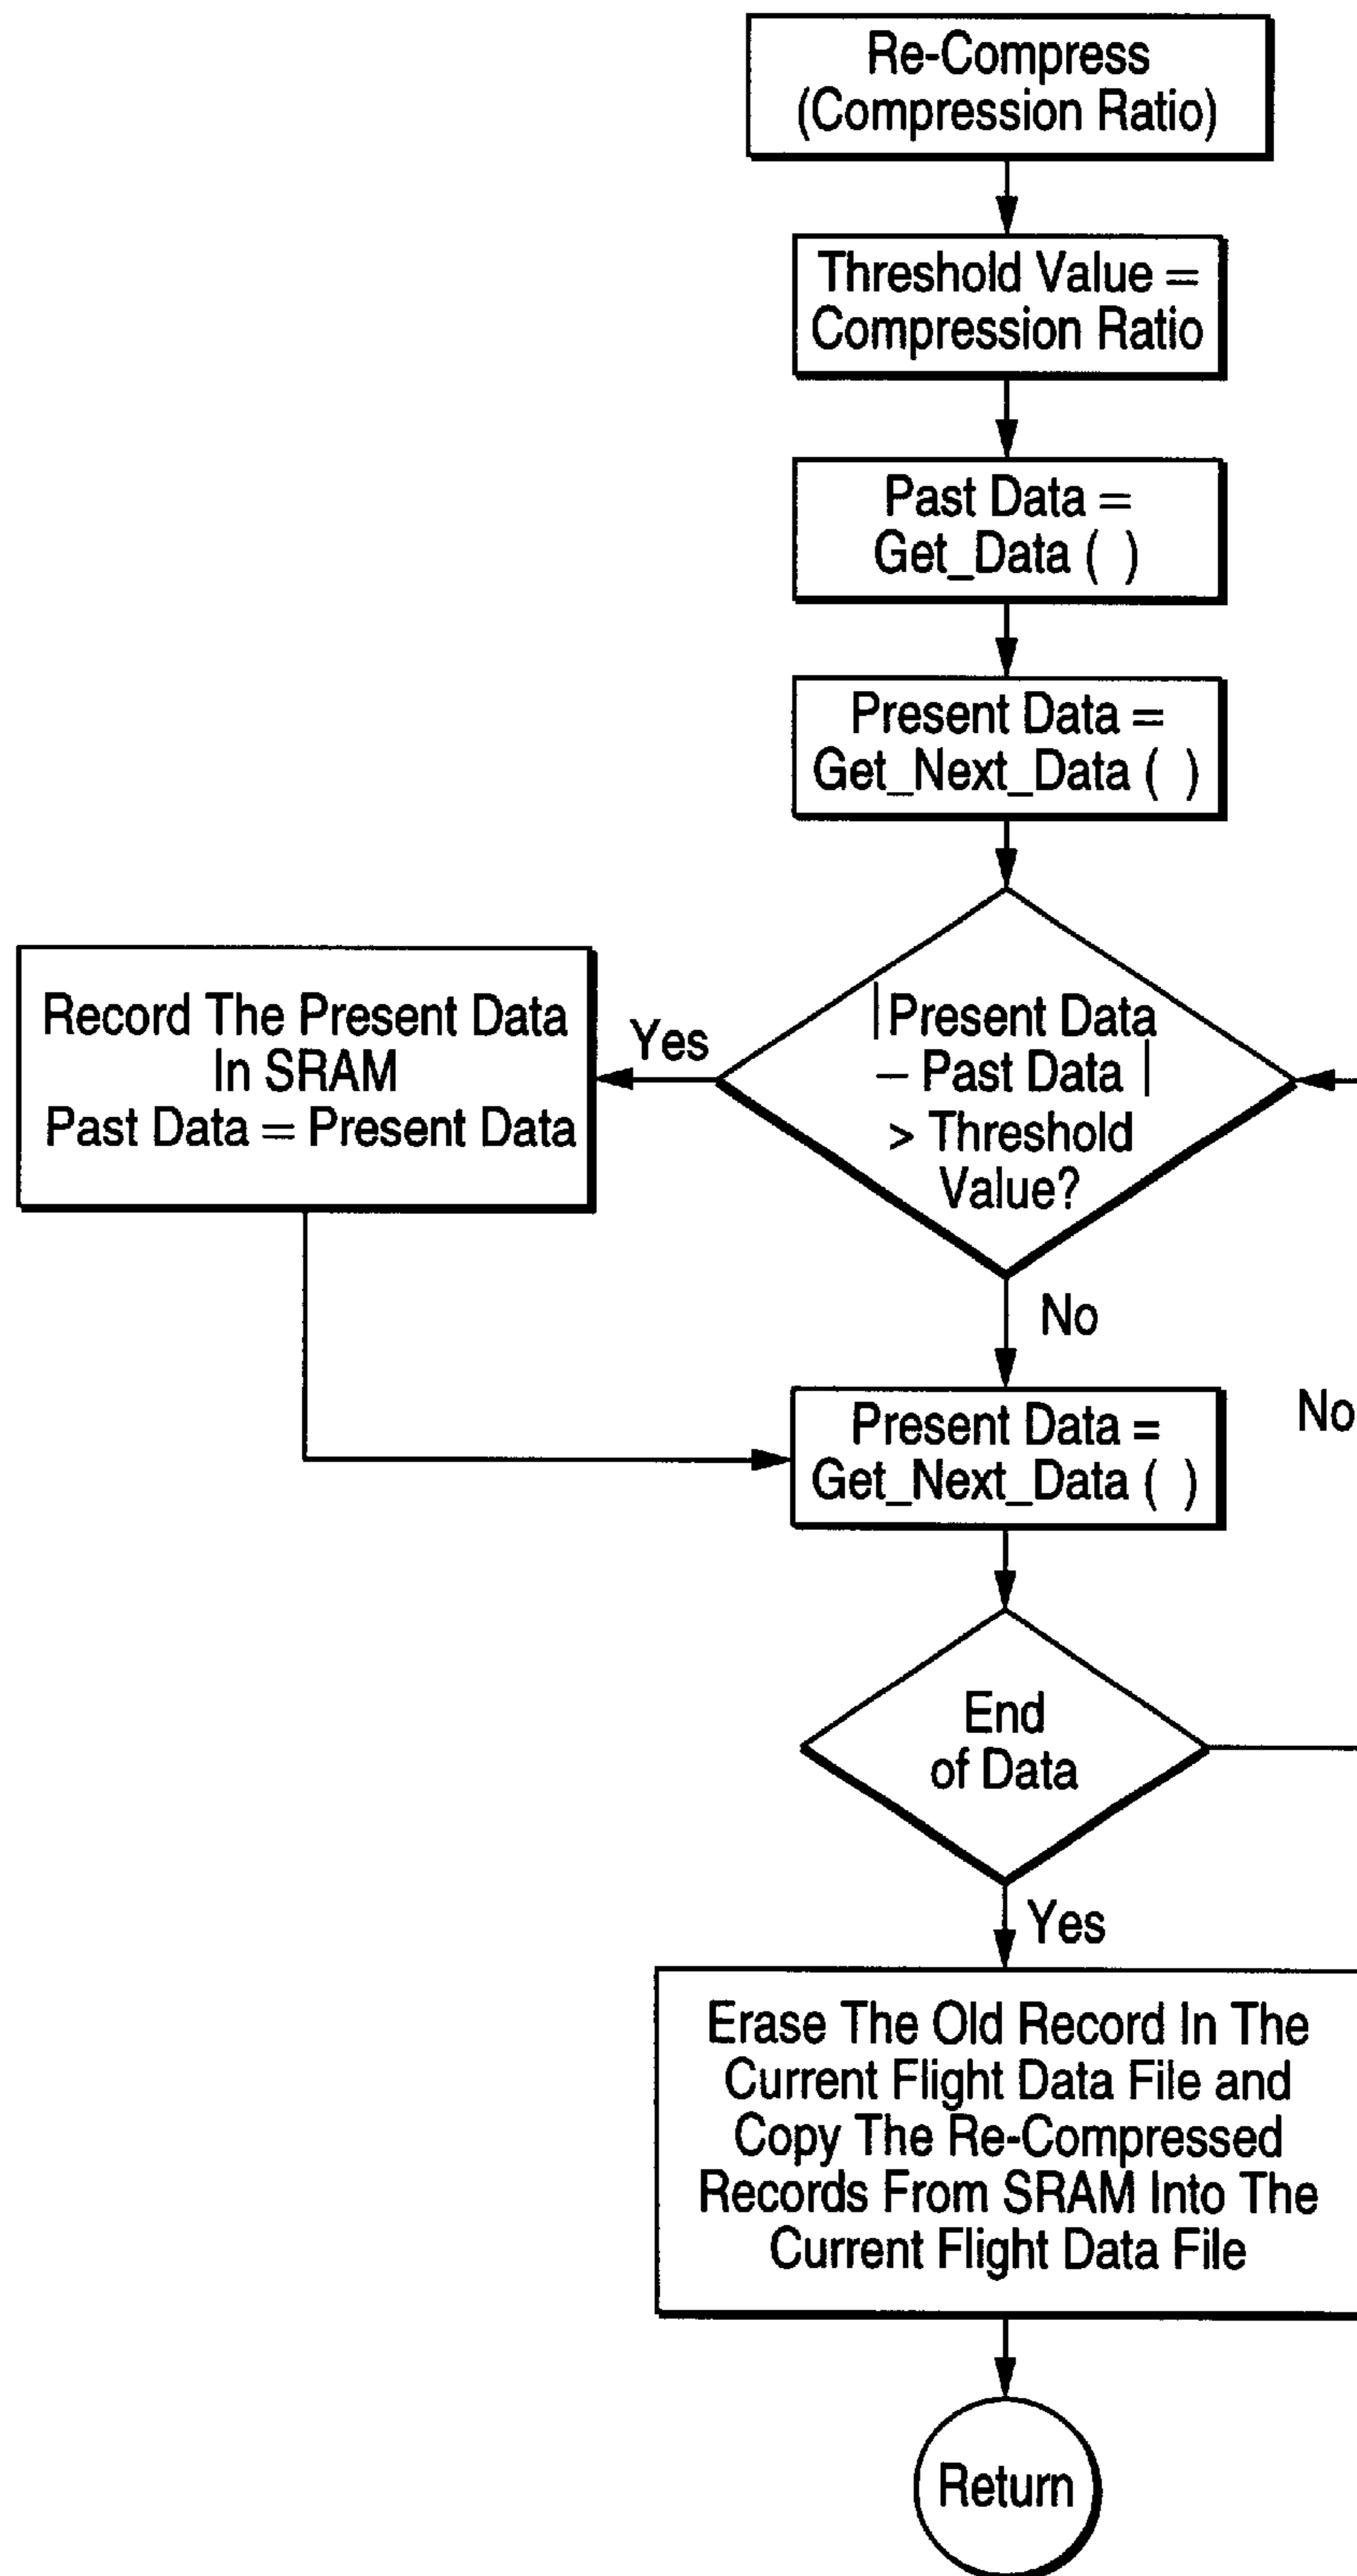 Re-Compress
(Compression Ratio)
Threshold Value =
Compression Ratio
Past Data =
Get_Data ( )
Present Data =
Get_Next_Data ( )
|Present Data
– Past Data |
> Threshold
Value?
Yes
Record The Present Data
In SRAM
Past Data = Present Data
No
Present Data =
Get_Next_Data ( )
No
End
of Data
Yes
Erase The Old Record In The
Current Flight Data File and
Copy The Re-Compressed
Records From SRAM Into The
Current Flight Data File
Return